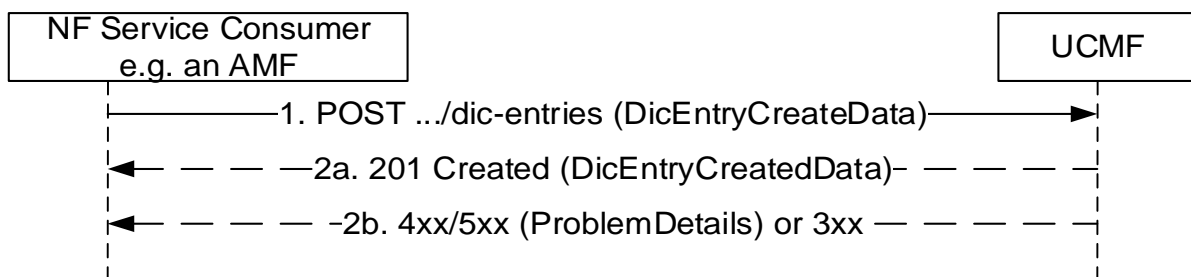 NF Service Consumer
e.g. an AMF
UCMF
1. POST .../dic-entries (DicEntryCreateData)
2a. 201 Created (DicEntryCreatedData)
2b. 4xx/5xx (ProblemDetails) or 3xx